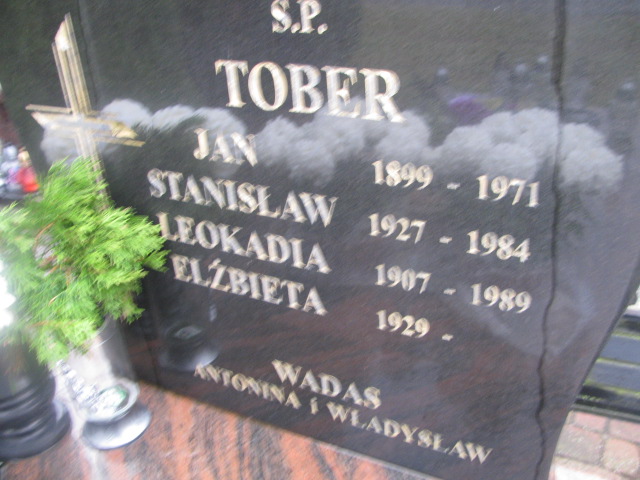 S.P.
TOBER
JAN 1899 - 1971
STANISŁAW 1927 - 1984
LEOKADIA 1907 - 1989
ELŻBIETA 1929 -
WADAS
ANTONINA i WŁADYSŁAW